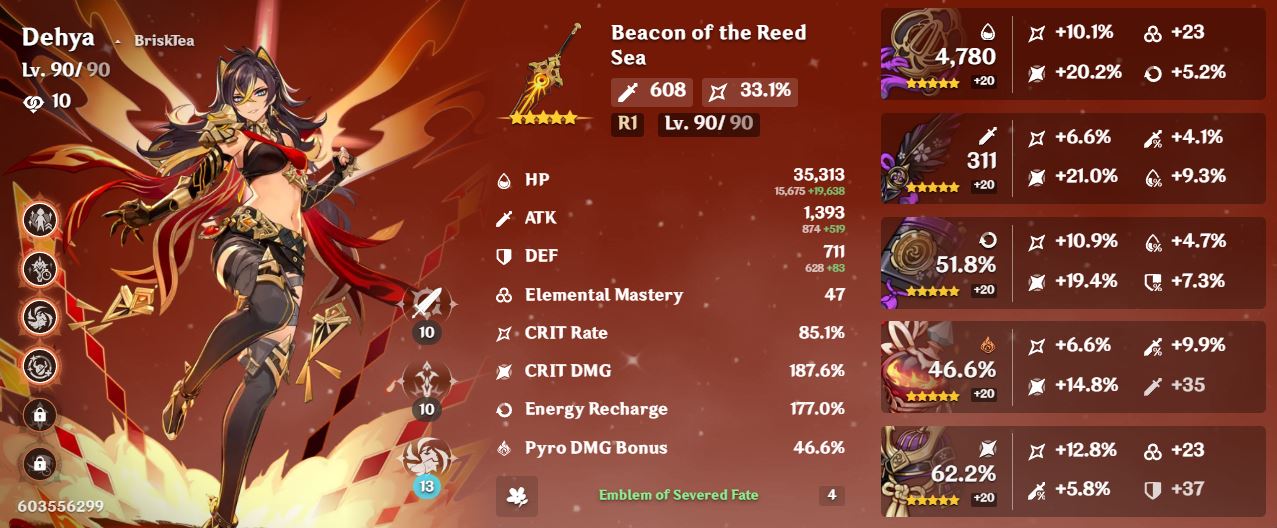 Dehya
BriskTea
Lv. 90/ 90
10
10
10
13
603556299
Beacon of the Reed
Sea
608 33.1%
R1 Lv. 90/ 90
HP 35,313
15,675 +19,638
ATK 1,393
874 +519
DEF 711
628 +83
Elemental Mastery 47
CRIT Rate 85.1%
CRIT DMG 187.6%
Energy Recharge 177.0%
Pyro DMG Bonus 46.6%
Emblem of Severed Fate 4
4,780
+20
+10.1% +23
+20.2% +5.2%
311
+20
+6.6% +4.1%
+21.0% +9.3%
51.8%
+20
+10.9% +4.7%
+19.4% +7.3%
46.6%
+20
+6.6% +9.9%
+14.8% +35
62.2%
+20
+12.8% +23
+5.8% +37